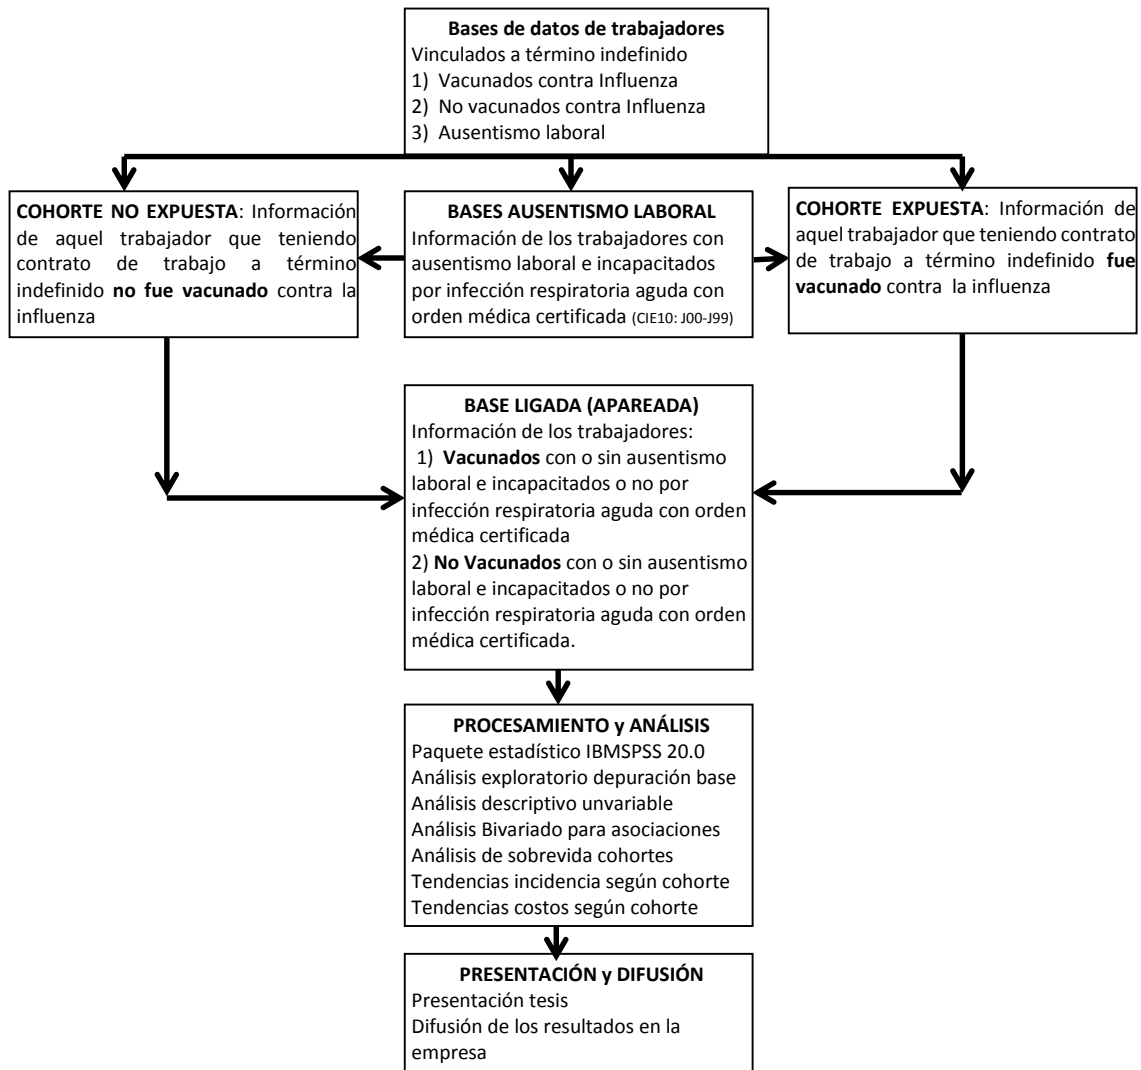 Bases de datos de trabajadores
Vinculados a término indefinido
1) Vacunados contra Influenza
2) No vacunados contra Influenza
3) Ausentismo laboral
COHORTE NO EXPUESTA: Información
de aquel trabajador que teniendo
contrato de trabajo a término
indefinido no fue vacunado contra la
influenza
BASES AUSENTISMO LABORAL
Información de los trabajadores con
ausentismo laboral e incapacitados
por infección respiratoria aguda con
orden médica certificada (CIE10: J00-J99)
COHORTE EXPUESTA: Información de
aquel trabajador que teniendo contrato
de trabajo a término indefinido fue
vacunado contra la influenza
BASE LIGADA (APAREADA)
Información de los trabajadores:
1) Vacunados con o sin ausentismo
laboral e incapacitados o no por
infección respiratoria aguda con orden
médica certificada
2) No Vacunados con o sin ausentismo
laboral e incapacitados o no por
infección respiratoria aguda con orden
médica certificada.
PROCESAMIENTO y ANÁLISIS
Paquete estadístico IBMSPSS 20.0
Análisis exploratorio depuración base
Análisis descriptivo unvariable
Análisis Bivariado para asociaciones
Análisis de sobrevida cohortes
Tendencias incidencia según cohorte
Tendencias costos según cohorte
PRESENTACIÓN y DIFUSIÓN
Presentación tesis
Difusión de los resultados en la
empresa